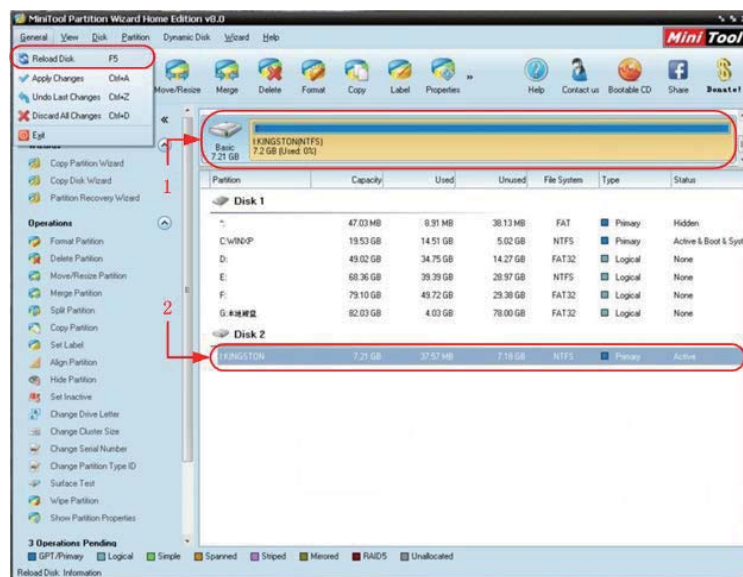 MiniTool Partition Wizard Home Edition v8.0
General View Disk Partition Dynamic Disk Wizard Help
Mini Tool
Reload Disk F5
Apply Changes Ctrl+A
Undo Last Changes Ctrl+Z
Discard All Changes Ctrl+D
Exit
Move/Resize Merge Delete Format Copy Label Properties » Help Contact us Bootable CD Share Donate!
«
1
Basic
7.21 GB
I:KINGSTON(NTFS)
7.2 GB (Used: 0%)
Copy Partition Wizard
Copy Disk Wizard
Partition Recovery Wizard
Operations
Format Partition
Delete Partition
Move/Resize Partition
Merge Partition
Split Partition
Copy Partition
Set Label
Align Partition
Hide Partition
Set Inactive
Change Drive Letter
Change Cluster Size
Change Serial Number
Change Partition Type ID
Surface Test
Wipe Partition
Show Partition Properties
3 Operations Pending
2
Partition Capacity Used Unused File System Type Status
Disk 1
*: 47.03 MB 8.91 MB 38.13 MB FAT Primary Hidden
C:WINXP 19.53 GB 14.51 GB 5.02 GB NTFS Primary Active & Boot & Syst
D: 49.02 GB 34.75 GB 14.27 GB FAT32 Logical None
E: 68.36 GB 39.39 GB 28.97 GB NTFS Logical None
F: 79.10 GB 49.72 GB 29.38 GB FAT32 Logical None
G:本地磁盘 82.03 GB 4.03 GB 78.00 GB FAT32 Logical None
Disk 2
I:KINGSTON 7.21 GB 37.57 MB 7.18 GB NTFS Primary Active
GPT/Primary Logical Simple Spanned Striped Mirrored RAID5 Unallocated
Reload Disk Information